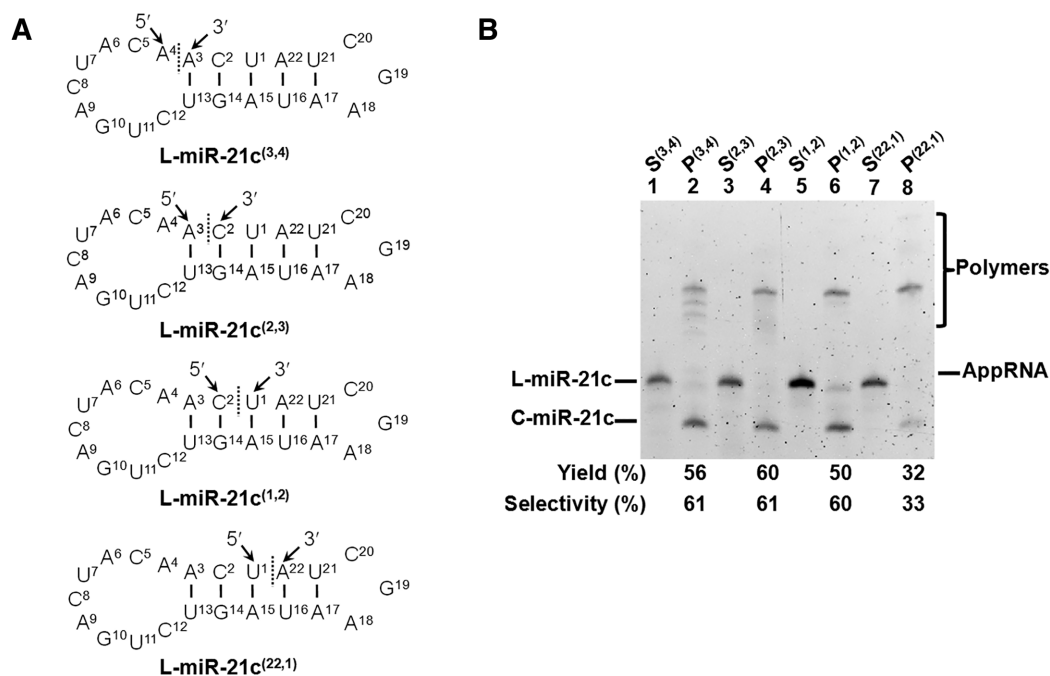 A
5′ 3′
U⁷ A⁶ C⁵ A⁴ A³ C² U¹ A²² U²¹ C²⁰
C⁸ G¹⁹
A⁹ G¹⁰ U¹¹ C¹² U¹³ G¹⁴ A¹⁵ U¹⁶ A¹⁷ A¹⁸
L-miR-21c(3,4)
5′ 3′
U⁷ A⁶ C⁵ A⁴ A³ C² U¹ A²² U²¹ C²⁰
C⁸ G¹⁹
A⁹ G¹⁰ U¹¹ C¹² U¹³ G¹⁴ A¹⁵ U¹⁶ A¹⁷ A¹⁸
L-miR-21c(2,3)
5′ 3′
U⁷ A⁶ C⁵ A⁴ A³ C² U¹ A²² U²¹ C²⁰
C⁸ G¹⁹
A⁹ G¹⁰ U¹¹ C¹² U¹³ G¹⁴ A¹⁵ U¹⁶ A¹⁷ A¹⁸
L-miR-21c(1,2)
5′ 3′
U⁷ A⁶ C⁵ A⁴ A³ C² U¹ A²² U²¹ C²⁰
C⁸ G¹⁹
A⁹ G¹⁰ U¹¹ C¹² U¹³ G¹⁴ A¹⁵ U¹⁶ A¹⁷ A¹⁸
L-miR-21c(22,1)
B
S(3,4) P(3,4) S(2,3) P(2,3) S(1,2) P(1,2) S(22,1) P(22,1)
1 2 3 4 5 6 7 8
Polymers
AppRNA
L-miR-21c
C-miR-21c
Yield (%) 56 60 50 32
Selectivity (%) 61 61 60 33